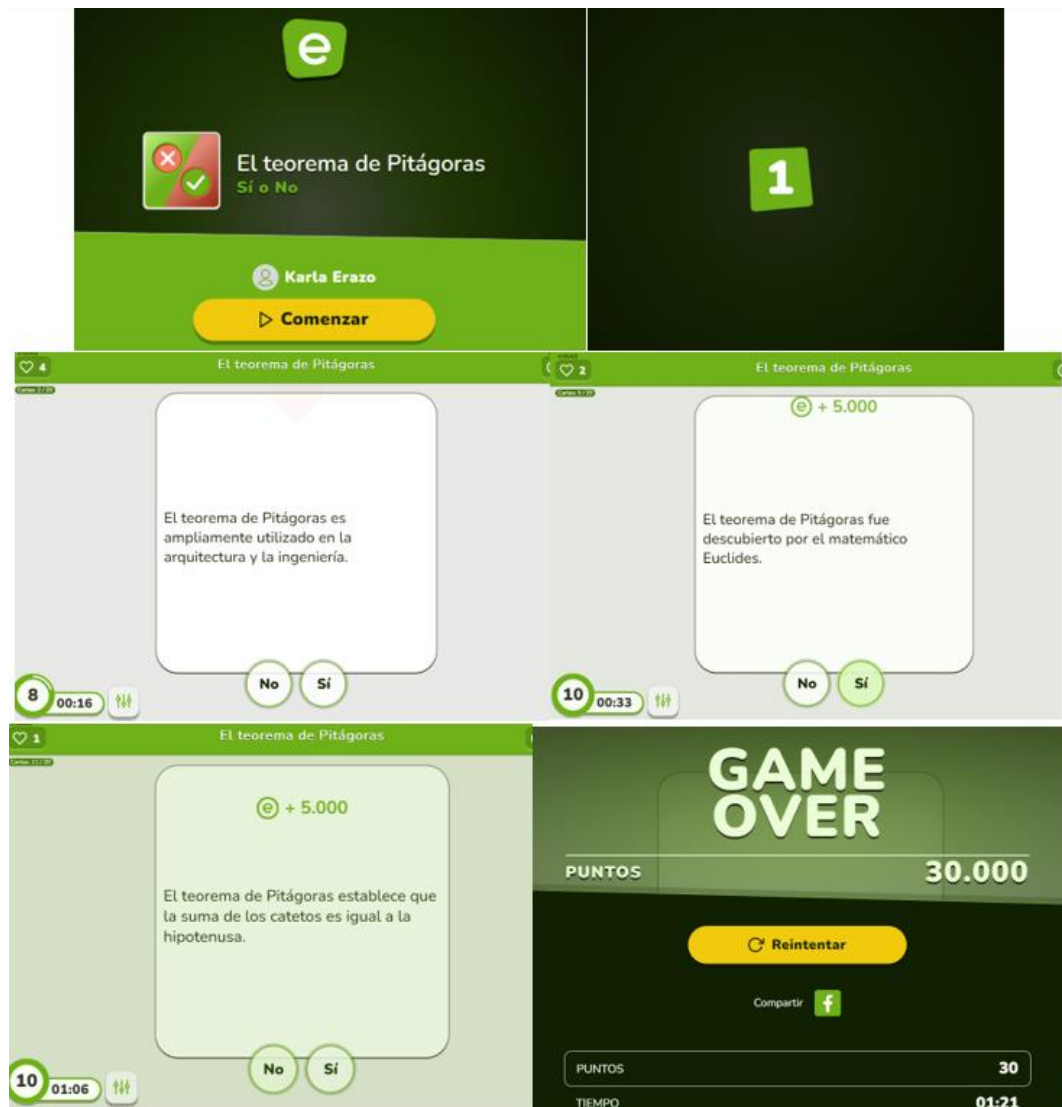 e
El teorema de Pitágoras
Sí o No
Karla Erazo
Comenzar
1
4
El teorema de Pitágoras
El teorema de Pitágoras es
ampliamente utilizado en la
arquitectura y la ingeniería.
No Sí
8 00:16
2
El teorema de Pitágoras
e + 5.000
El teorema de Pitágoras fue
descubierto por el matemático
Euclides.
No Sí
10 00:33
1
El teorema de Pitágoras
e + 5.000
El teorema de Pitágoras establece que
la suma de los catetos es igual a la
hipotenusa.
No Sí
10 01:06
GAME
OVER
PUNTOS 30.000
Reintentar
Compartir f
PUNTOS 30
TIEMPO 01:21